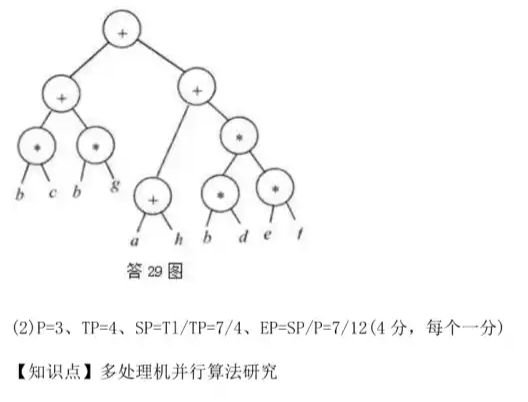 +
+ +
* * *
+ * *
b c b g
a h b d e f
答 29 图
(2)P=3、TP=4、SP=T1/TP=7/4、EP=SP/P=7/12(4 分，每个一分)
【知识点】多处理机并行算法研究